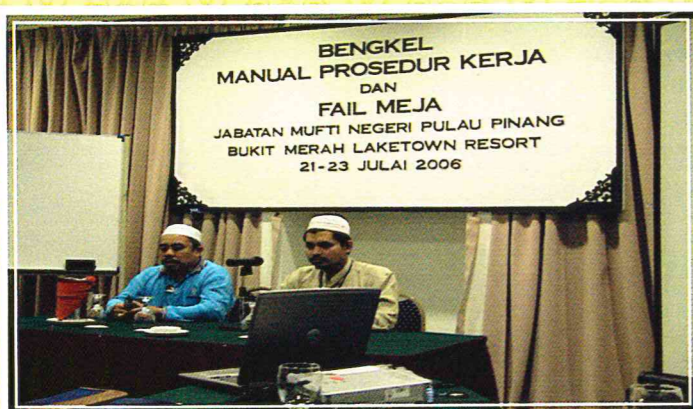 BENGKEL
MANUAL PROSEDUR KERJA
DAN
FAIL MEJA
JABATAN MUFTI NEGERI PULAU PINANG
BUKIT MERAH LAKETOWN RESORT
21-23 JULAI 2006